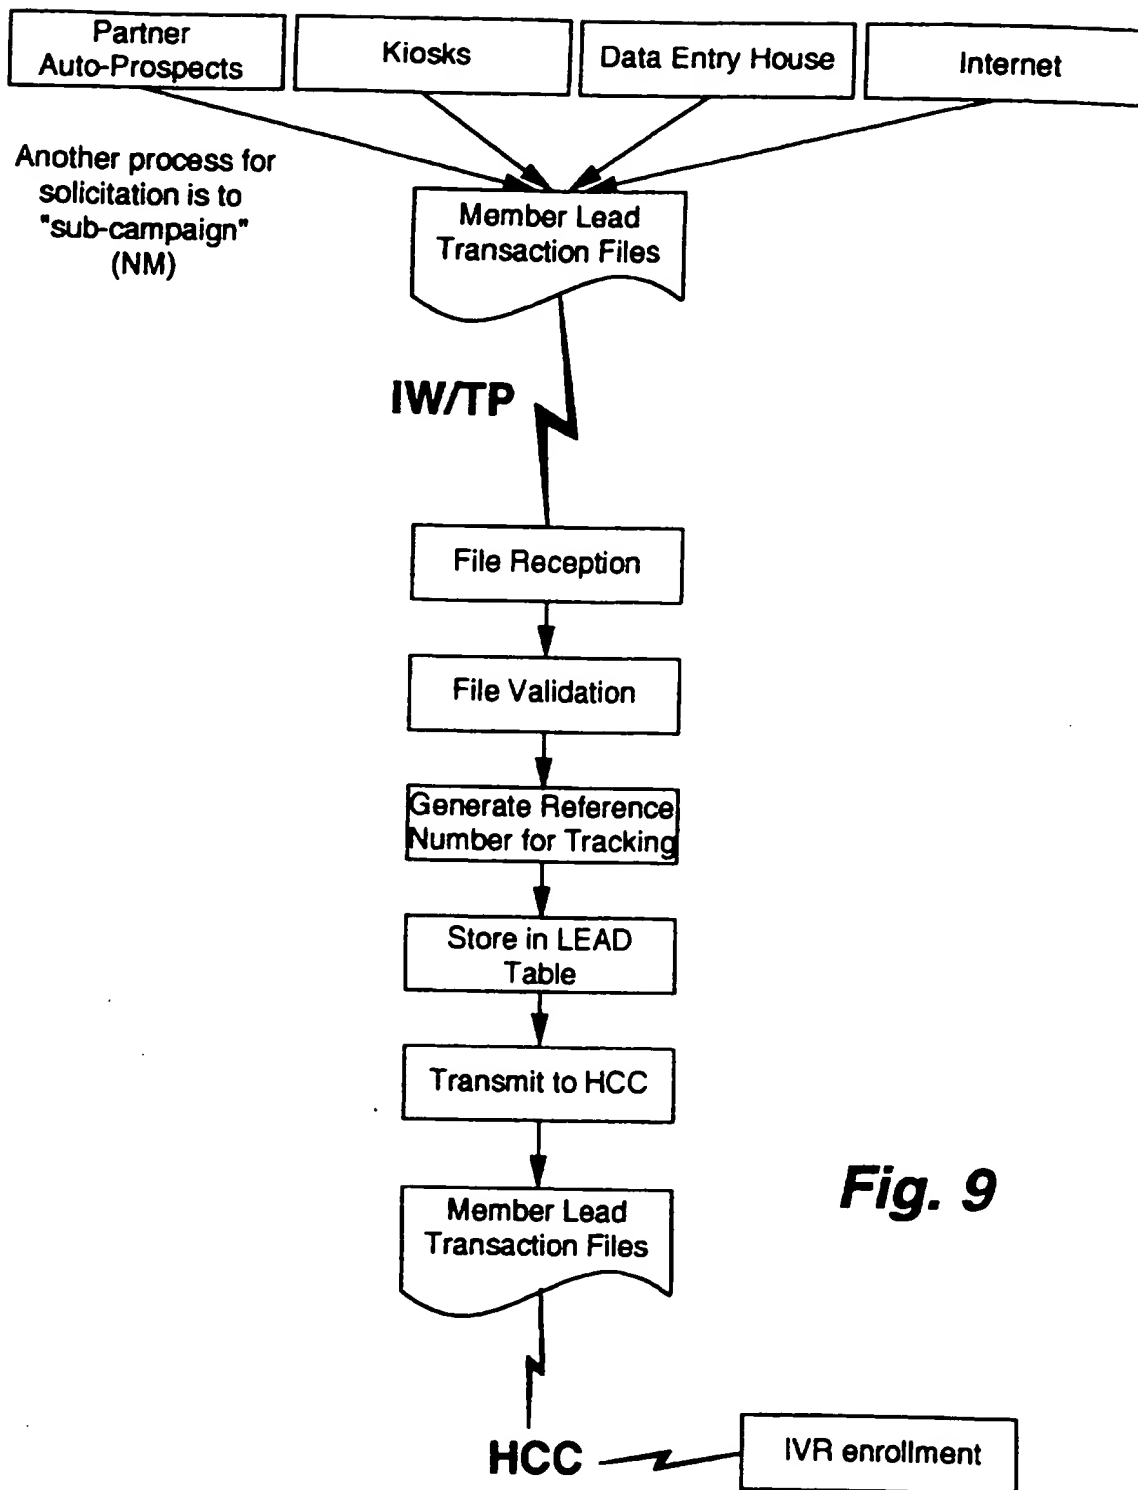 Partner
Auto-Prospects
Kiosks
Data Entry House
Internet
Another process for
solicitation is to
"sub-campaign"
(NM)
Member Lead
Transaction Files
IW/TP
File Reception
File Validation
Generate Reference
Number for Tracking
Store in LEAD
Table
Transmit to HCC
Member Lead
Transaction Files
Fig. 9
HCC
IVR enrollment